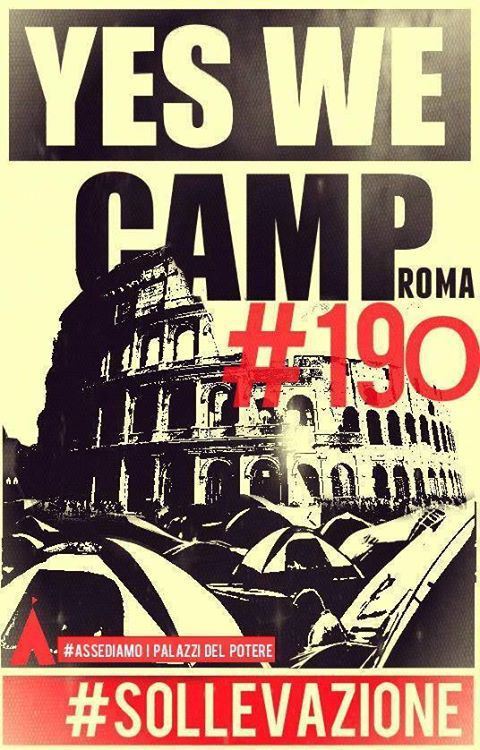 YES WE
CAMP
ROMA
#19O
#ASSEDIAMO I PALAZZI DEL POTERE
#SOLLEVAZIONE